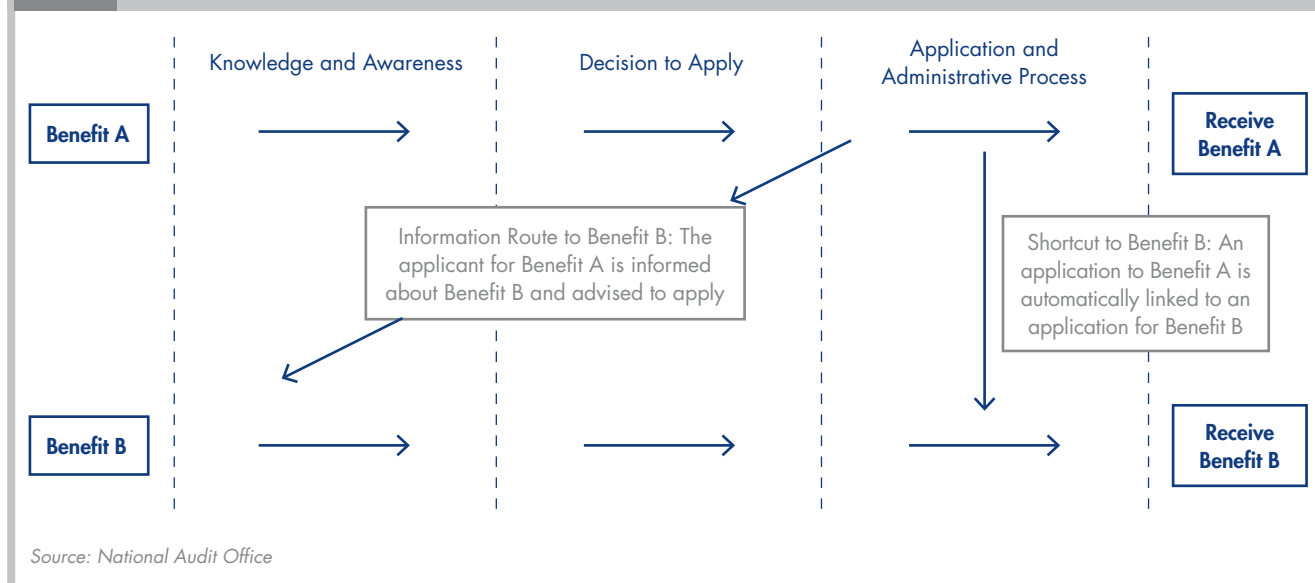 Knowledge and Awareness
Decision to Apply
Application and
Administrative Process
Benefit A
Receive
Benefit A
Information Route to Benefit B: The
applicant for Benefit A is informed
about Benefit B and advised to apply
Shortcut to Benefit B: An
application to Benefit A is
automatically linked to an
application for Benefit B
Benefit B
Receive
Benefit B
Source: National Audit Office